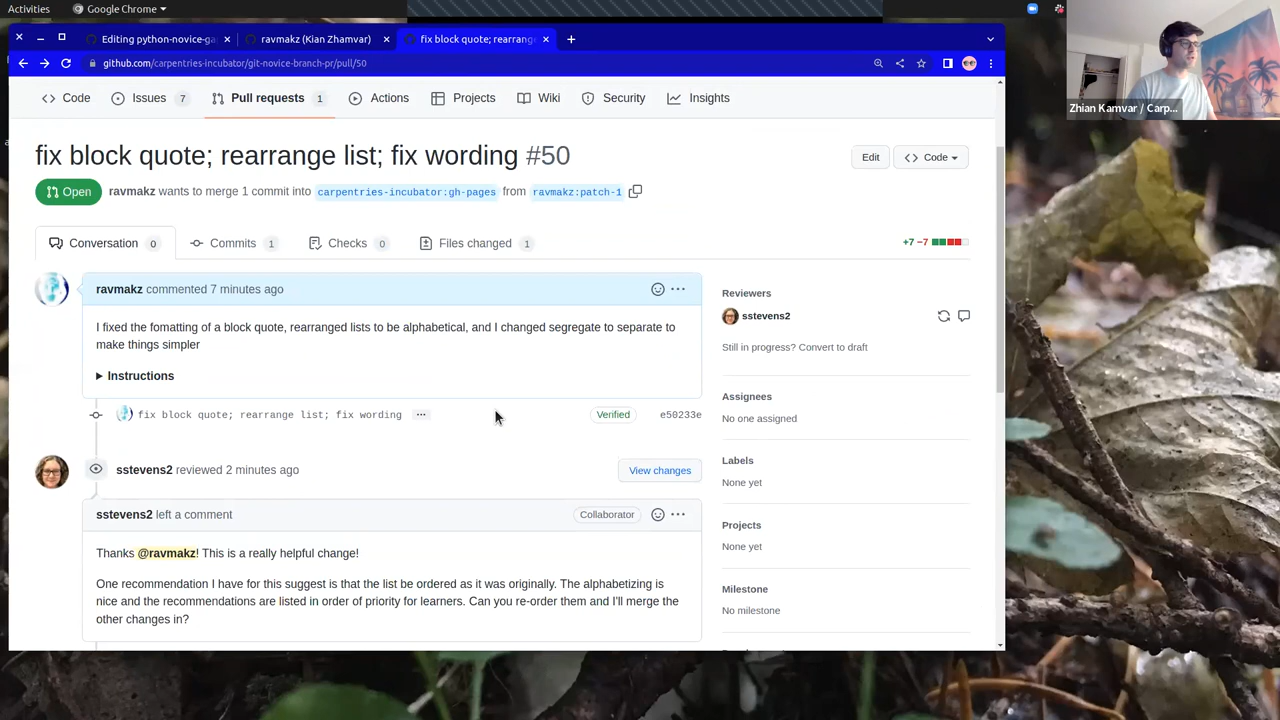 Activities
Google Chrome
Editing python-novice-ga
ravmakz (Kian Zhamvar)
fix block quote; rearrang
github.com/carpentries-incubator/git-novice-branch-pr/pull/50
Zhian Kamvar / Carp...
Code
Issues 7
Pull requests 1
Actions
Projects
Wiki
Security
Insights
fix block quote; rearrange list; fix wording #50
Edit
Code
Open
ravmakz wants to merge 1 commit into carpentries-incubator:gh-pages from ravmakz:patch-1
Conversation 0
Commits 1
Checks 0
Files changed 1
+7 −7
ravmakz commented 7 minutes ago
I fixed the fomatting of a block quote, rearranged lists to be alphabetical, and I changed segregate to separate to
make things simpler
Instructions
fix block quote; rearrange list; fix wording ...
Verified
e50233e
sstevens2 reviewed 2 minutes ago
View changes
sstevens2 left a comment
Collaborator
Thanks @ravmakz! This is a really helpful change!
One recommendation I have for this suggest is that the list be ordered as it was originally. The alphabetizing is
nice and the recommendations are listed in order of priority for learners. Can you re-order them and I'll merge the
other changes in?
Reviewers
sstevens2
Still in progress? Convert to draft
Assignees
No one assigned
Labels
None yet
Projects
None yet
Milestone
No milestone